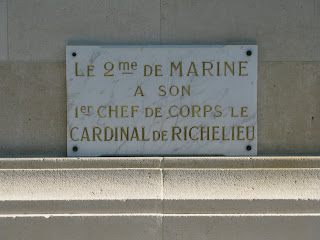 LE 2me DE MARINE
A SON
1er CHEF DE CORPS LE
CARDINAL DE RICHELIEU